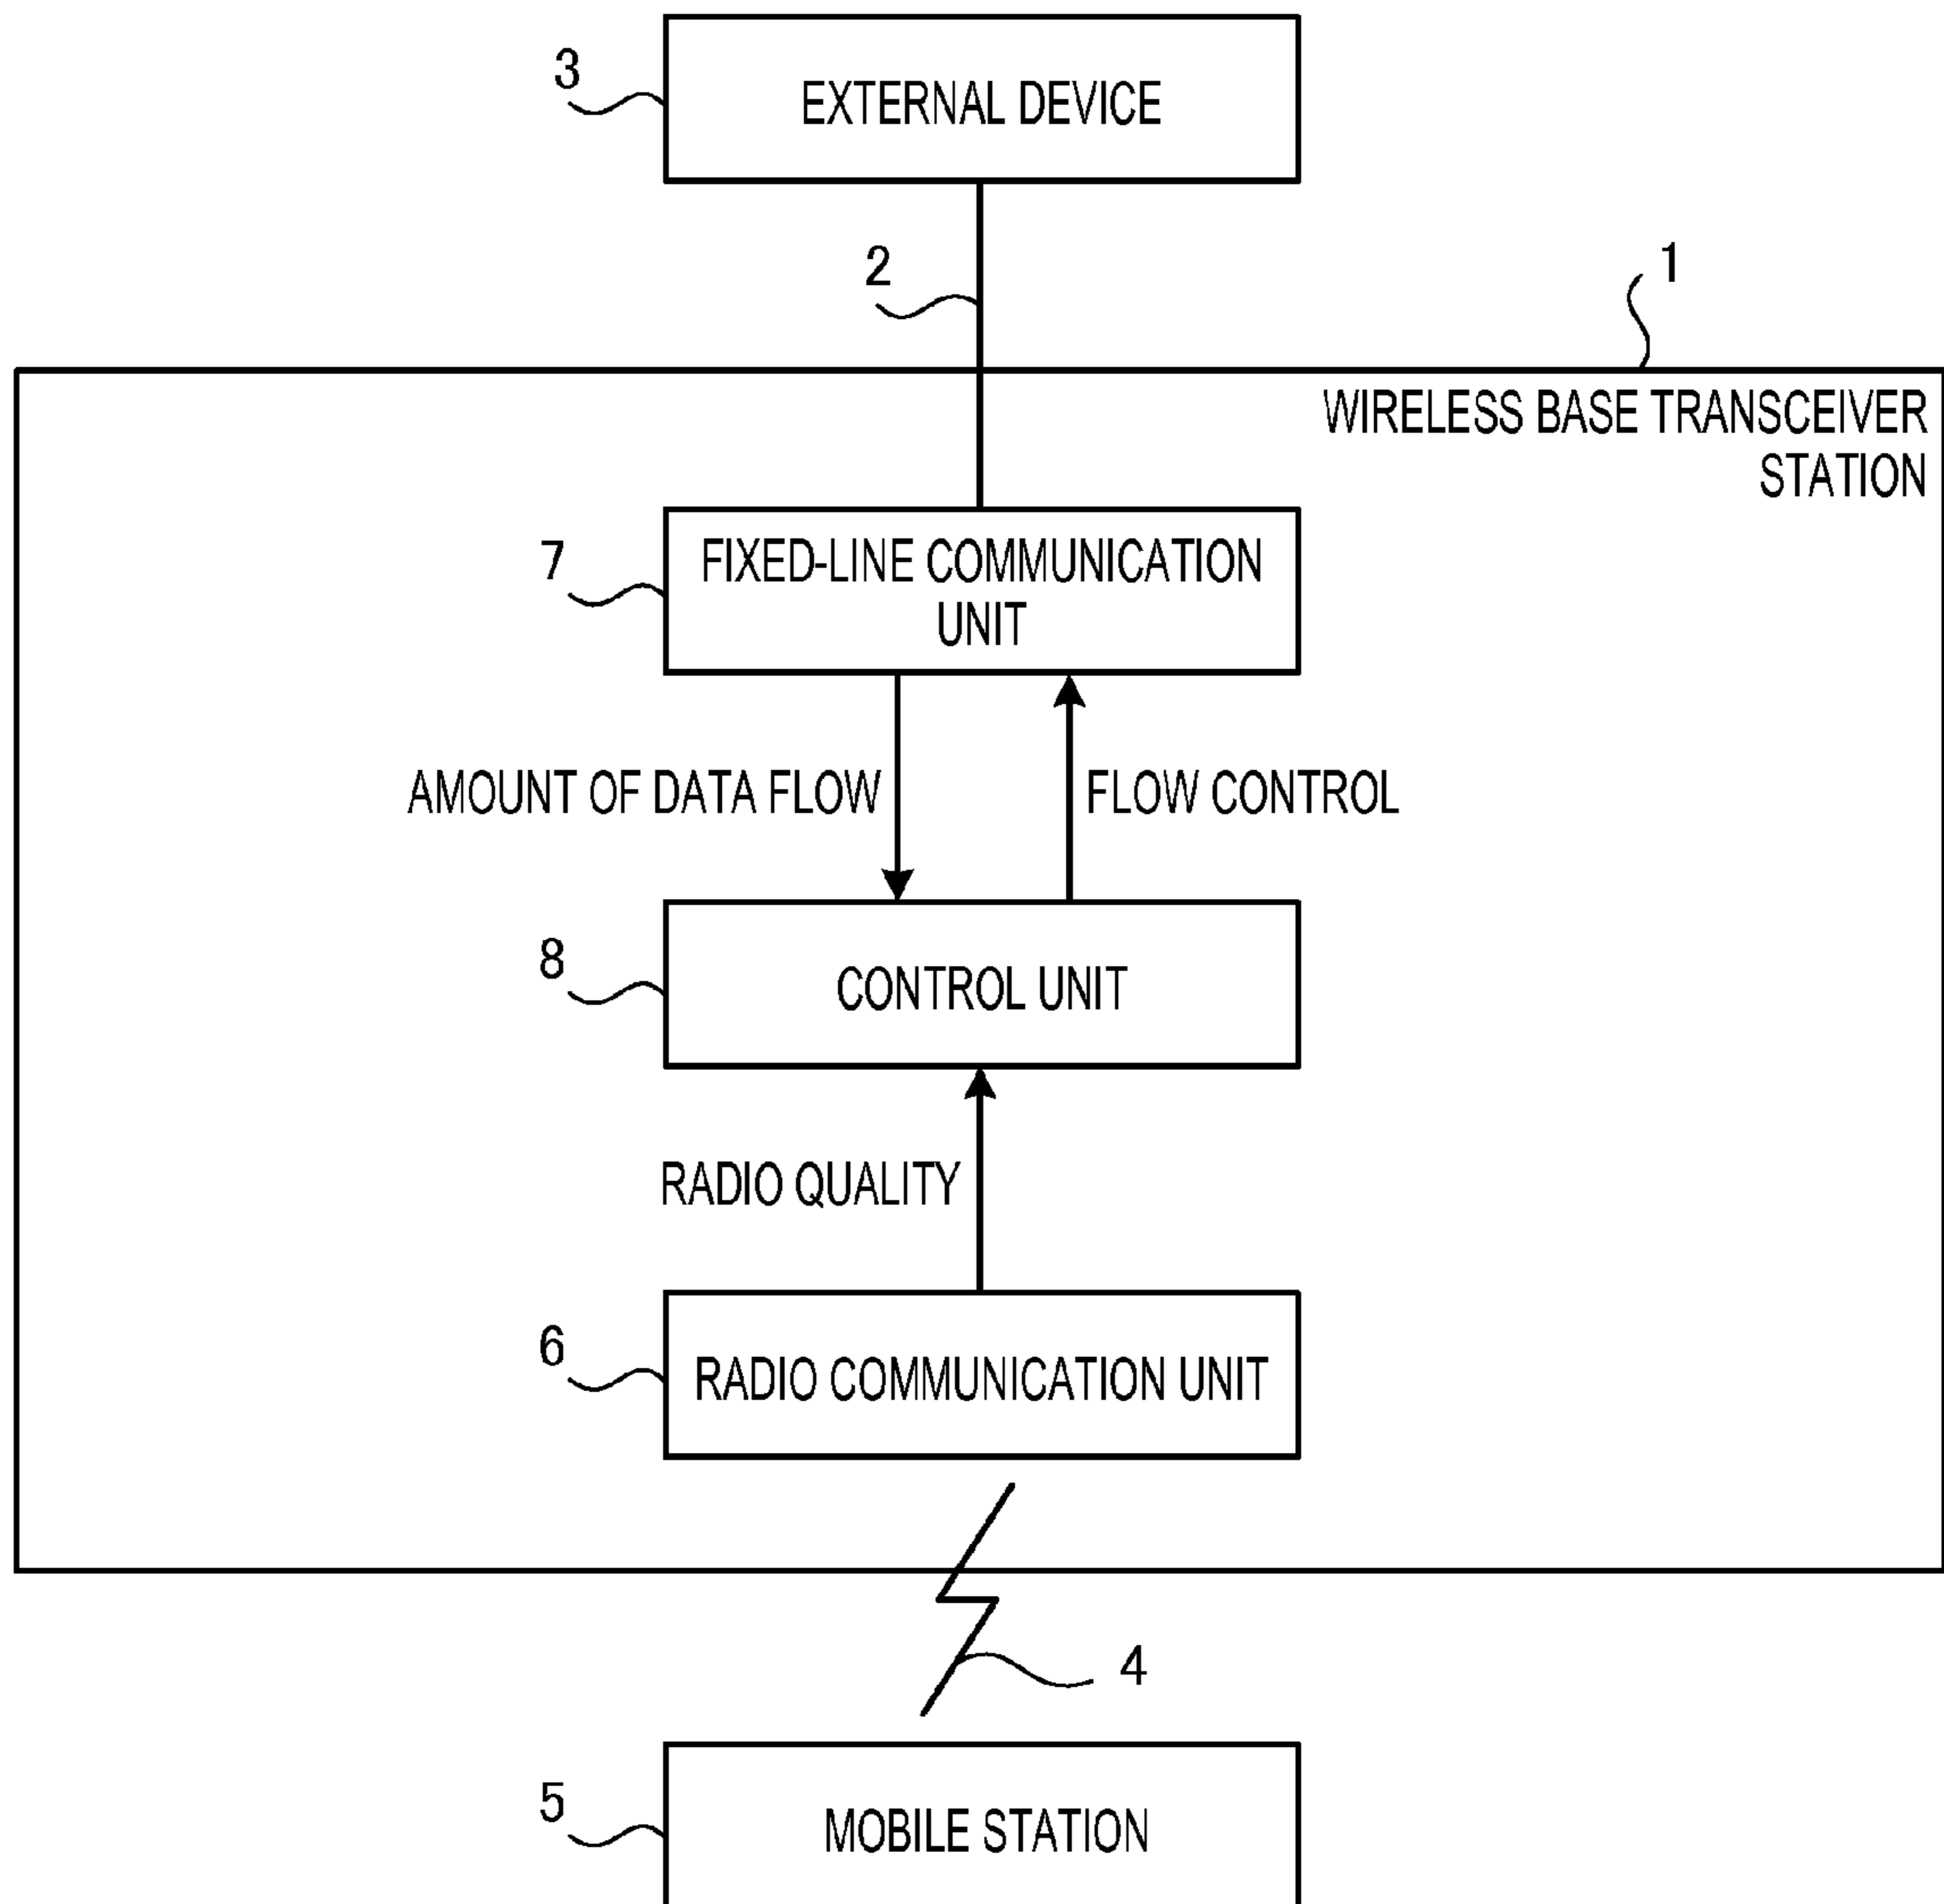 3
EXTERNAL DEVICE
2
1
WIRELESS BASE TRANSCEIVER
STATION
7
FIXED-LINE COMMUNICATION
UNIT
AMOUNT OF DATA FLOW
FLOW CONTROL
8
CONTROL UNIT
RADIO QUALITY
6
RADIO COMMUNICATION UNIT
4
5
MOBILE STATION